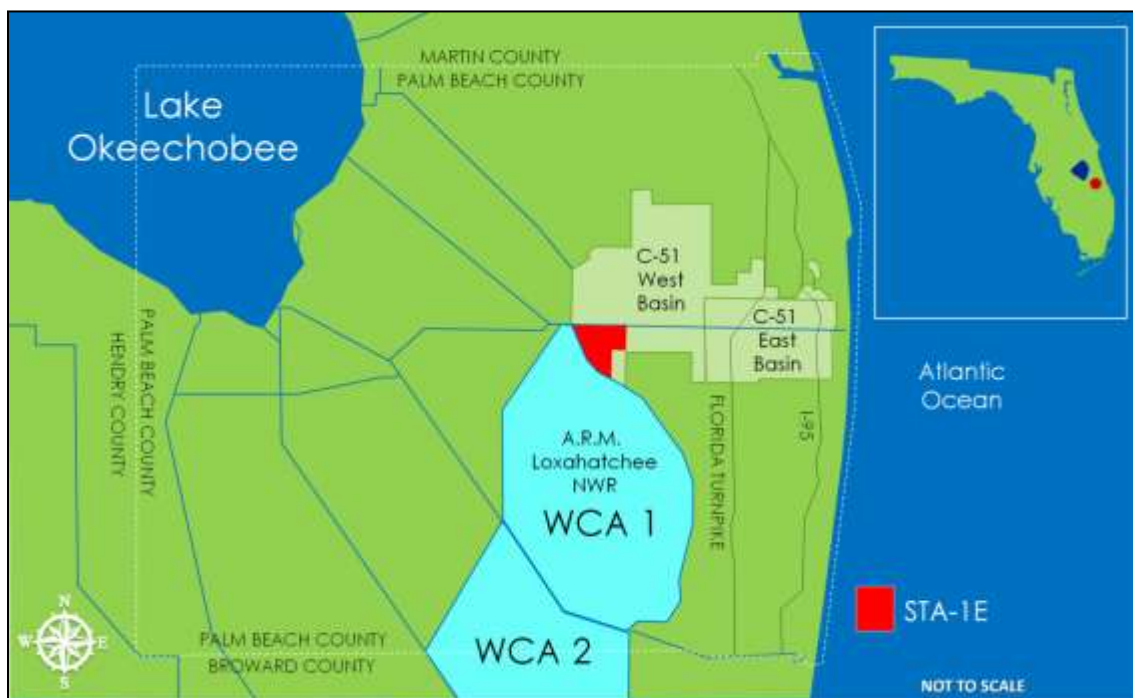 MARTIN COUNTY
PALM BEACH COUNTY
Lake
Okeechobee
C-51
West
Basin
C-51
East
Basin
PALM BEACH COUNTY
HENDRY COUNTY
Atlantic
Ocean
FLORIDA TURNPIKE
I-95
A.R.M.
Loxahatchee
NWR
WCA 1
STA-1E
N
W E
S
PALM BEACH COUNTY
BROWARD COUNTY
WCA 2
NOT TO SCALE